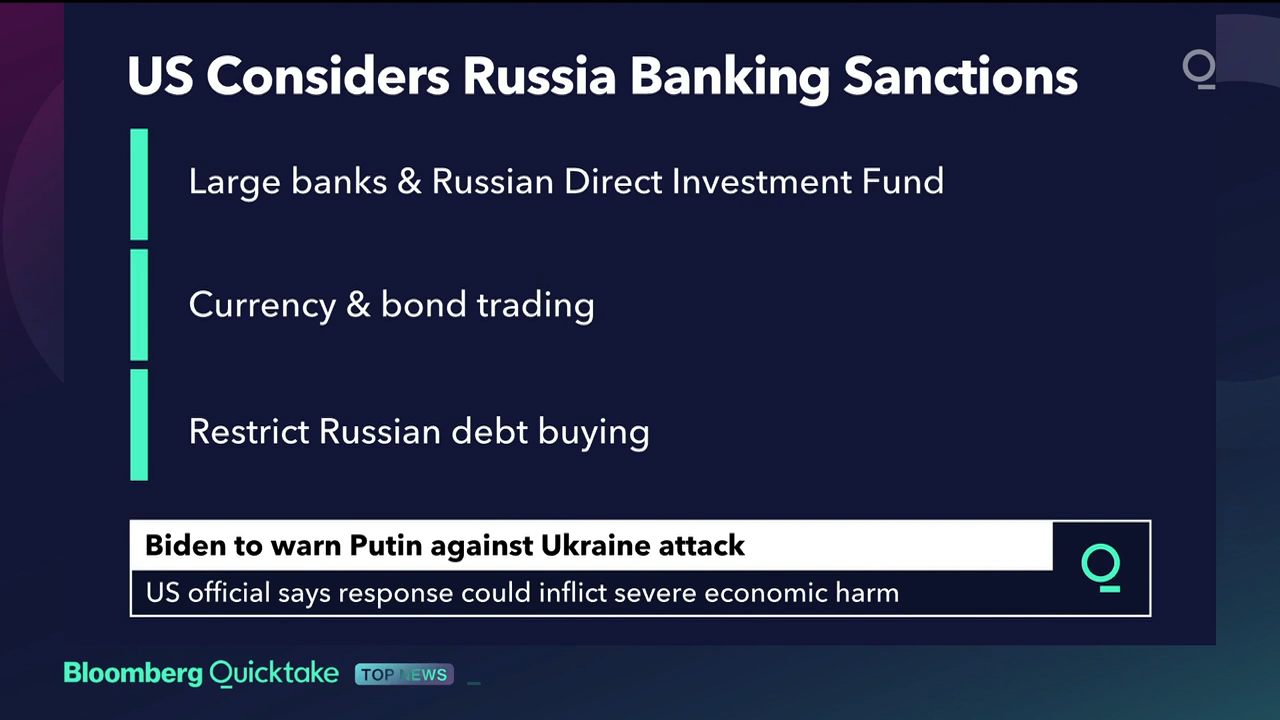 US Considers Russia Banking Sanctions
Large banks & Russian Direct Investment Fund
Currency & bond trading
Restrict Russian debt buying
Biden to warn Putin against Ukraine attack
US official says response could inflict severe economic harm
Bloomberg Quicktake TOP NEWS